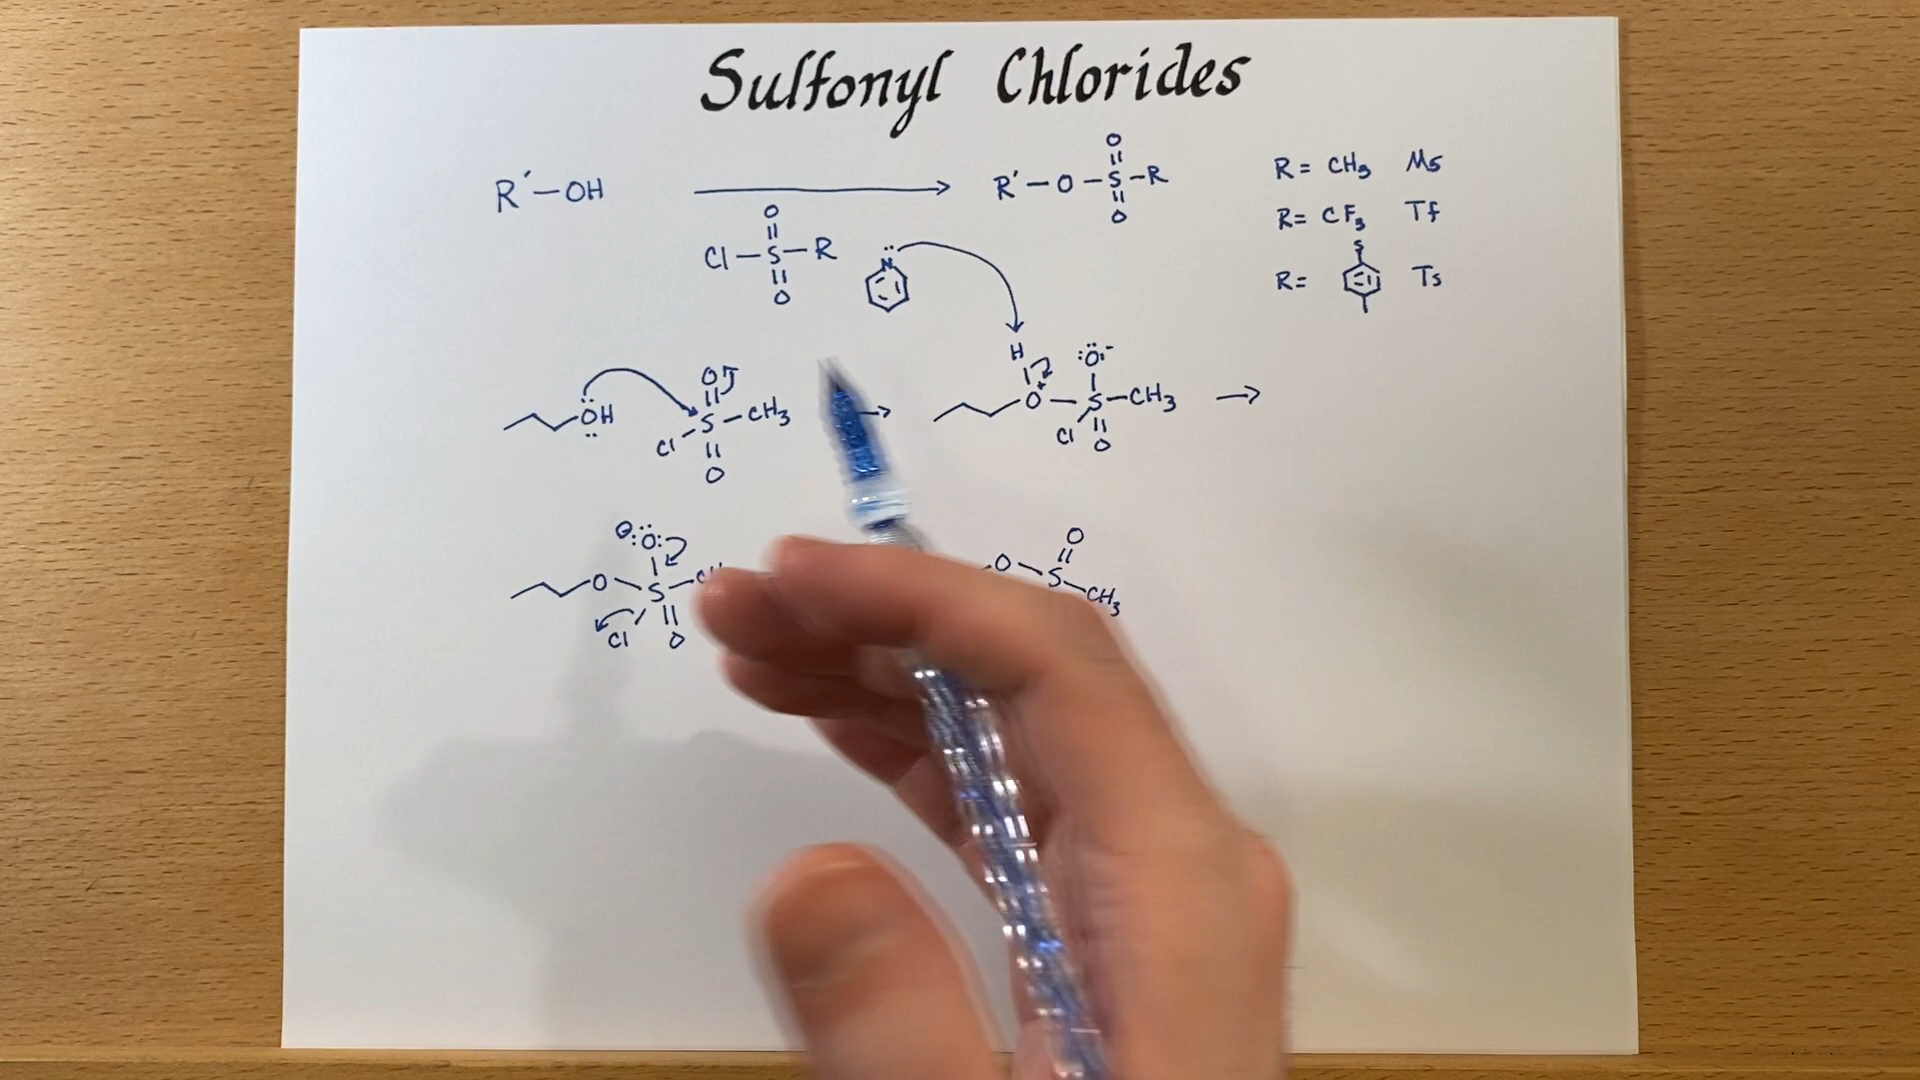 Sulfonyl Chlorides
R´—OH → R´—O—S—R R = CH3 Ms
O O
O O
Cl—S—R N R = CF3 Tf
R = Ts
H :Ö:-
OH O S—CH3 → O+—S—CH3 →
Cl O Cl O
⊖:Ö: O
O S O S
Cl O CH3